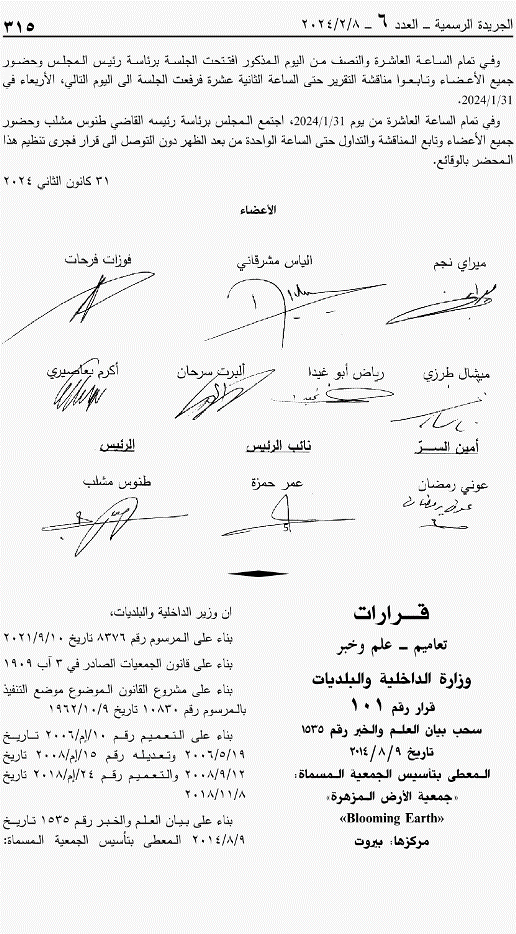 الجريدة الرسمية ــ العدد ٦ ــ ٢٠٢٤/٢/٨
٣١٥
وفي تمام الساعة العاشرة والنصف من اليوم المذكور افتتحت الجلسة برئاسة رئيس المجلس وحضور
جميع الأعضاء وتابعوا مناقشة التقرير حتى الساعة الثانية عشرة فرفعت الجلسة الى اليوم التالي، الأربعاء في
2024/1/31.
وفي تمام الساعة العاشرة من يوم 2024/1/31، اجتمع المجلس برئاسة رئيسه القاضي طنوس مشلب وحضور
جميع الأعضاء وتابع المناقشة والتداول حتى الساعة الواحدة من بعد الظهر دون التوصل الى قرار فجرى تنظيم هذا
المحضر بالوقائع.
٣١ كانون الثاني ٢٠٢٤
الأعضاء
ميراي نجم
الياس مشرقاني
فوزات فرحات
ميشال طرزي
رياض أبو غيدا
ألبرت سرحان
أكرم بعاصيري
أمين السرّ
نائب الرئيس
الرئيس
عوني رمضان
عمر حمزة
طنوس مشلب
عوني رمضان
قـرارات
تعاميم ــ علم وخبر
وزارة الداخلية والبلديات
قرار رقم ١٠١
سحب بيان العلم والخبر رقم ١٥٣٥
تاريخ ٢٠١٤/٨/٩
المعطى بتأسيس الجمعية المسماة:
«جمعية الأرض المزهرة»
«Blooming Earth»
مركزها: بيروت
ان وزير الداخلية والبلديات،
بناء على المرسوم رقم ٨٣٧٦ تاريخ ٢٠٢١/٩/١٠
بناء على قانون الجمعيات الصادر في ٣ آب ١٩٠٩
بناء على مشروع القانون الموضوع موضع التنفيذ
بالمرسوم رقم ١٠٨٣٠ تاريخ ١٩٦٢/١٠/٩
بناء على التعميم رقم ١٠/إم/٢٠٠٦ تاريخ
٢٠٠٦/٥/١٩ وتعديله رقم ١٥/إم/٢٠٠٨ تاريخ
٢٠٠٨/٩/١٢ والتعميم رقم ٢٤/إم/٢٠١٨ تاريخ
٢٠١٨/١١/٨
بناء على بيان العلم والخبر رقم ١٥٣٥ تاريخ
٢٠١٤/٨/٩ المعطى بتأسيس الجمعية المسماة: